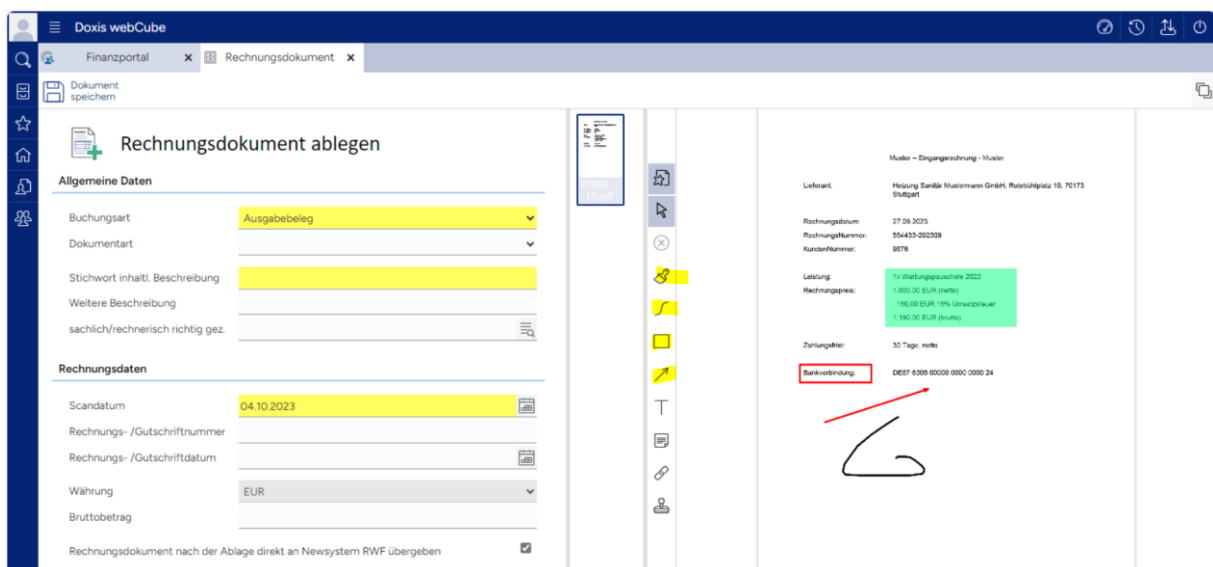 Doxis webCube
Finanzportal
Rechnungsdokument
Dokument
speichern
Rechnungsdokument ablegen
Allgemeine Daten
Buchungsart Ausgabebeleg
Dokumentart
Stichwort inhaltl. Beschreibung
Weitere Beschreibung
sachlich/rechnerisch richtig gez.
Rechnungsdaten
Scandatum 04.10.2023
Rechnungs- /Gutschriftnummer
Rechnungs- /Gutschriftdatum
Währung EUR
Bruttobetrag
Rechnungsdokument nach der Ablage direkt an Newsystem RWF übergeben
27092...
(1).pdf
T
Muster – Eingangsrechnung - Muster
Lieferant: Heizung Sanitär Mustermann GmbH, Rotebühlplatz 10, 70173
Stuttgart
Rechnungsdatum: 27.09.2023
RechnungsNummer: 554433-202309
KundenNummer: 9876
Leistung: 1x Wartungspauschale 2023
Rechnungspreis: 1.000,00 EUR (netto)
190,00 EUR 19% Umsatzsteuer
1.190,00 EUR (brutto)
Zahlungsfrist: 30 Tage, netto
Bankverbindung: DE87 6305 00000 0000 0000 24